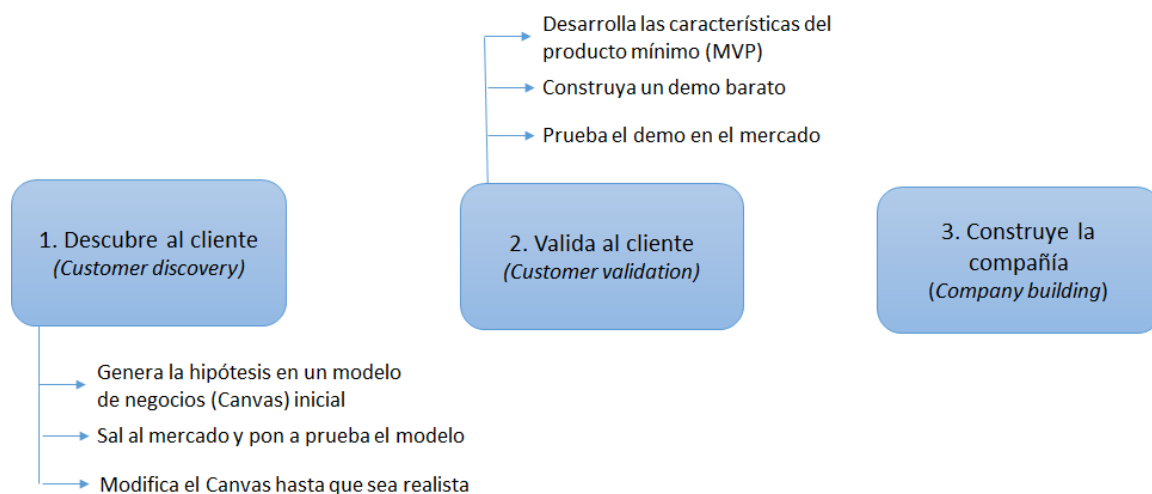 Desarrolla las características del
producto mínimo (MVP)
Construya un demo barato
Prueba el demo en el mercado
1. Descubre al cliente
(Customer discovery)
2. Valida al cliente
(Customer validation)
3. Construye la
compañía
(Company building)
Genera la hipótesis en un modelo
de negocios (Canvas) inicial
Sal al mercado y pon a prueba el modelo
Modifica el Canvas hasta que sea realista